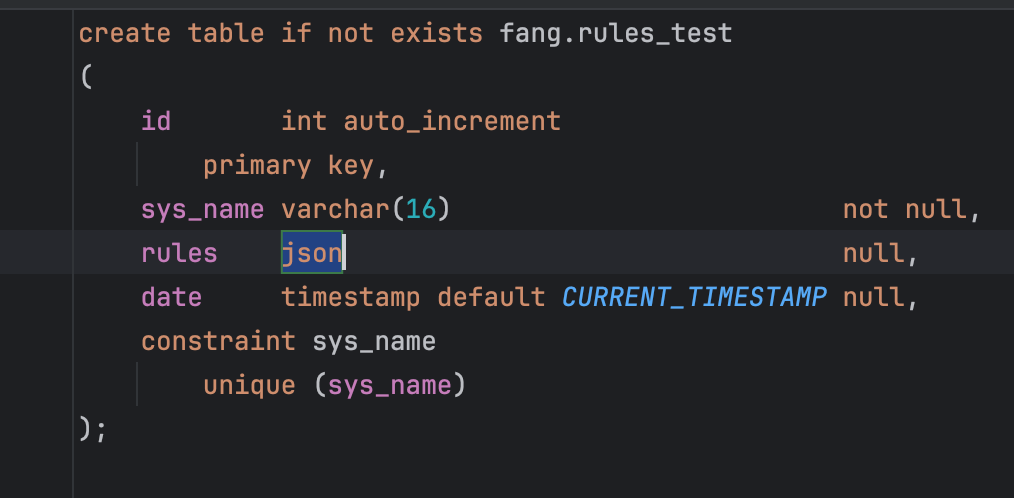 create table if not exists fang.rules_test
(
    id       int auto_increment
        primary key,
    sys_name varchar(16)                         not null,
    rules    json                                null,
    date     timestamp default CURRENT_TIMESTAMP null,
    constraint sys_name
        unique (sys_name)
);